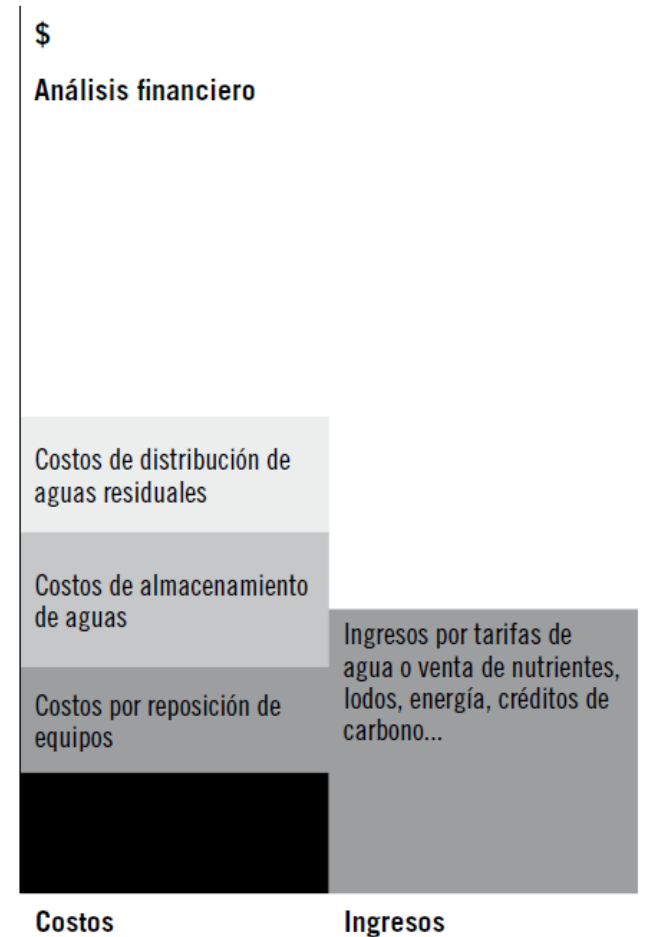 $
Análisis financiero
Costos de distribución de
aguas residuales
Costos de almacenamiento
de aguas
Costos por reposición de
equipos
Ingresos por tarifas de
agua o venta de nutrientes,
lodos, energía, créditos de
carbono...
Costos
Ingresos